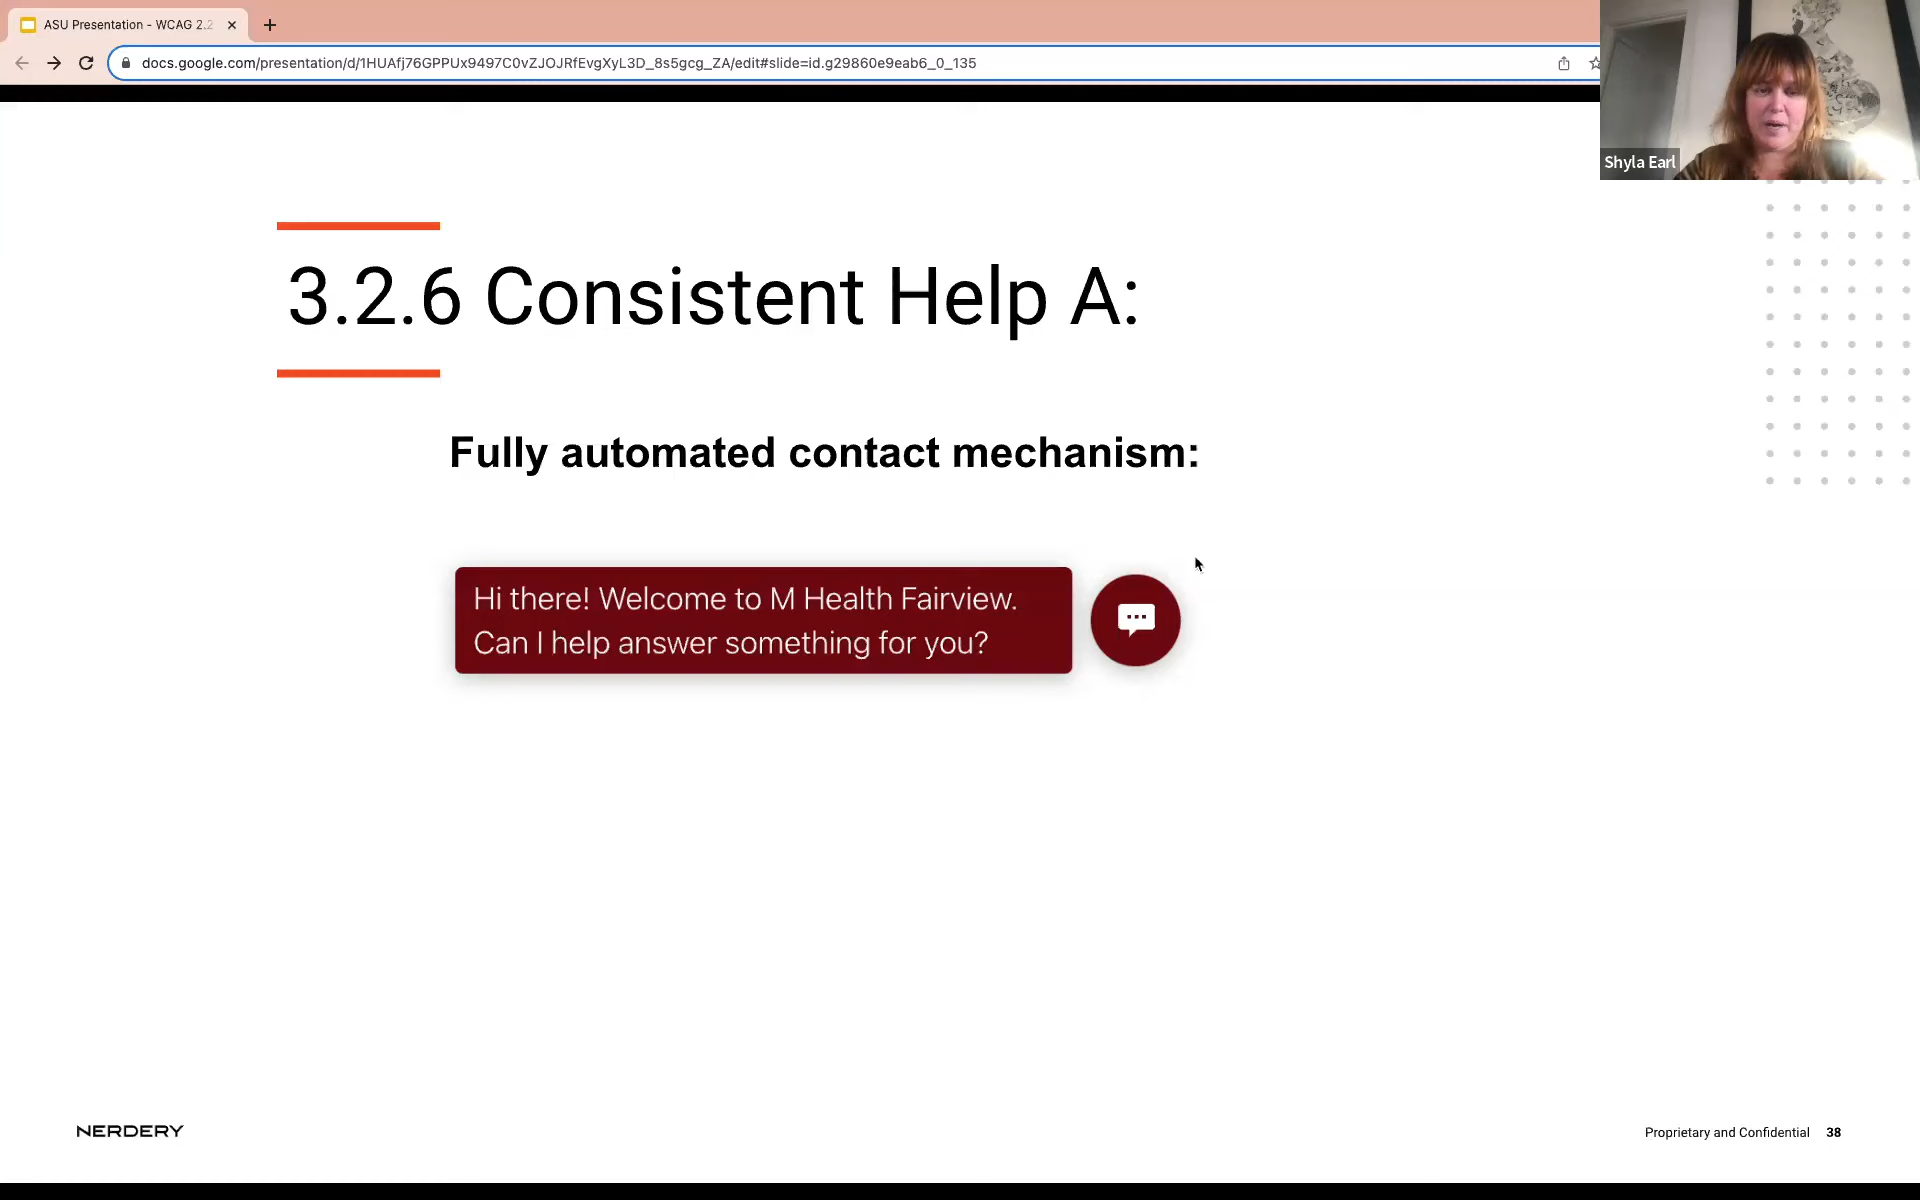 ASU Presentation - WCAG 2.2
docs.google.com/presentation/d/1HUAfj76GPPUx9497C0vZJOJRfEvgXyL3D_8s5gcg_ZA/edit#slide=id.g29860e9eab6_0_135
Shyla Earl
3.2.6 Consistent Help A:
Fully automated contact mechanism:
Hi there! Welcome to M Health Fairview.
Can I help answer something for you?
NERDERY
Proprietary and Confidential 38